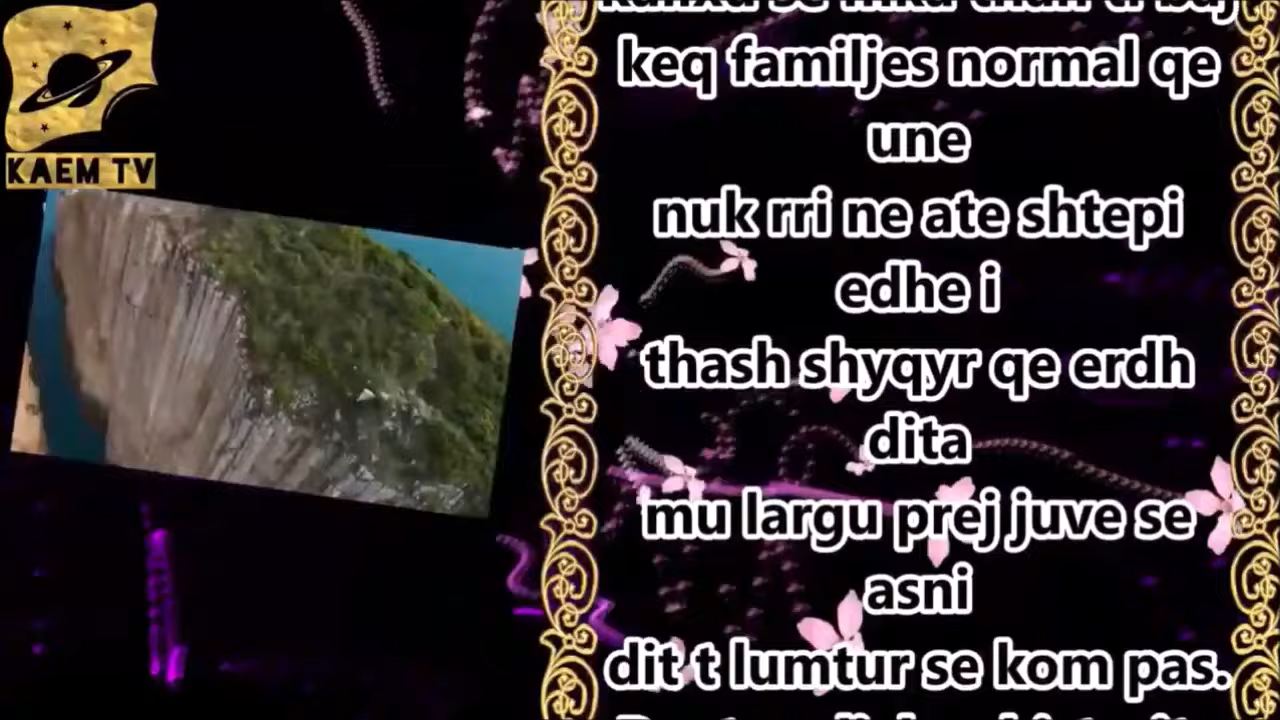 KAEM TV
keq familjes normal qe
une
nuk rri ne ate shtepi
edhe i
thash shyqyr qe erdh
dita
mu largu prej juve se
asni
dit t lumtur se kom pas.